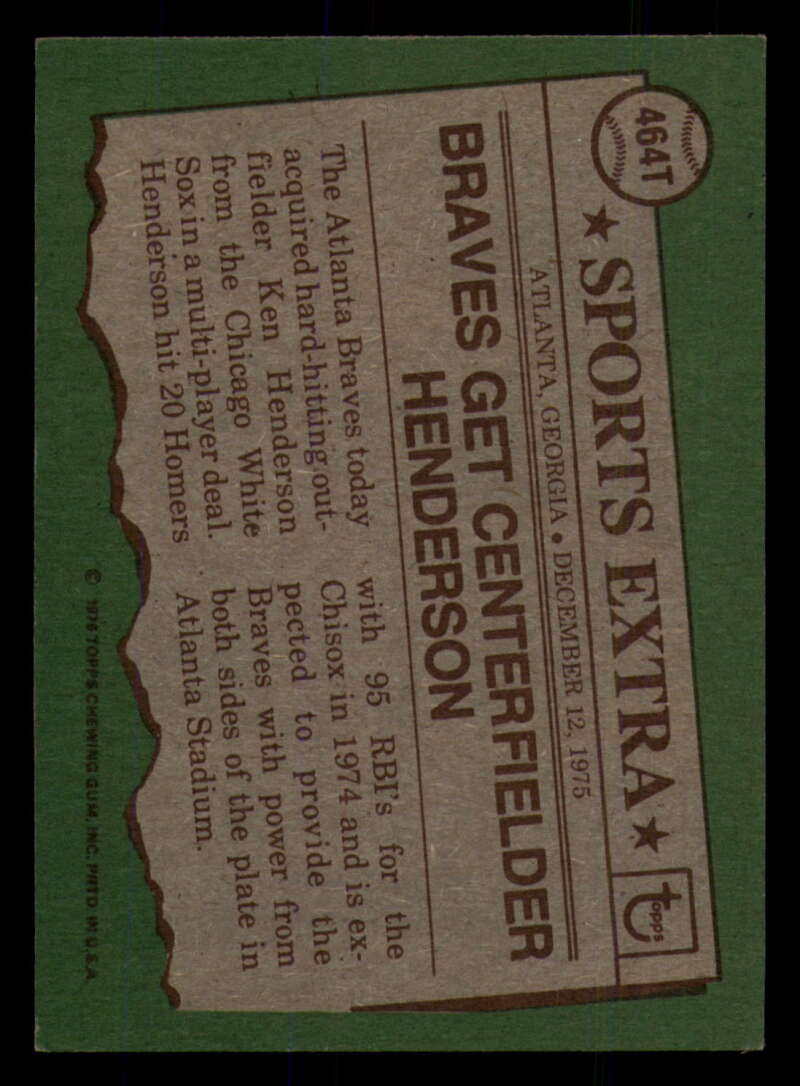 464T
★ SPORTS EXTRA ★
topps
ATLANTA, GEORGIA • DECEMBER 12, 1975
BRAVES GET CENTERFIELDER
HENDERSON
The Atlanta Braves today
acquired hard-hitting out-
fielder Ken Henderson
from the Chicago White
Sox in a multi-player deal.
Henderson hit 20 Homers
with 95 RBI's for the
Chisox in 1974 and is ex-
pected to provide the
Braves with power from
both sides of the plate in
Atlanta Stadium.
© 1976 TOPPS CHEWING GUM, INC. PRTD. IN U.S.A.